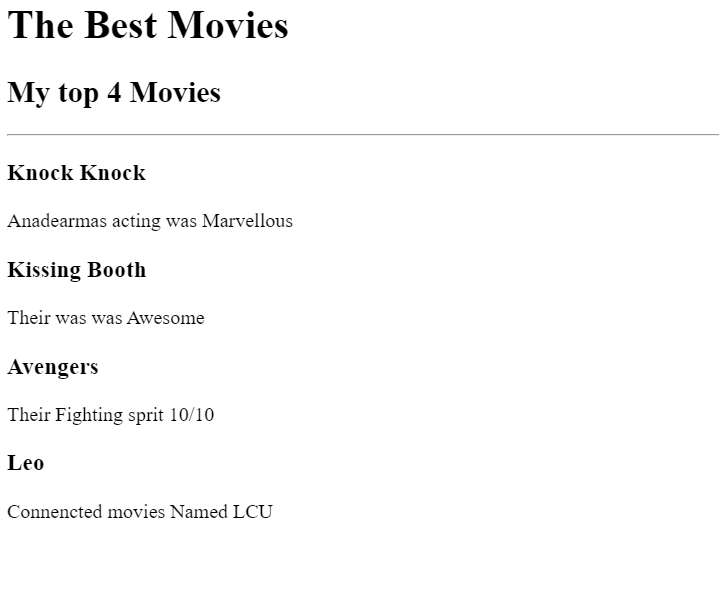 The Best Movies
My top 4 Movies
Knock Knock
Anadearmas acting was Marvellous
Kissing Booth
Their was was Awesome
Avengers
Their Fighting sprit 10/10
Leo
Connencted movies Named LCU